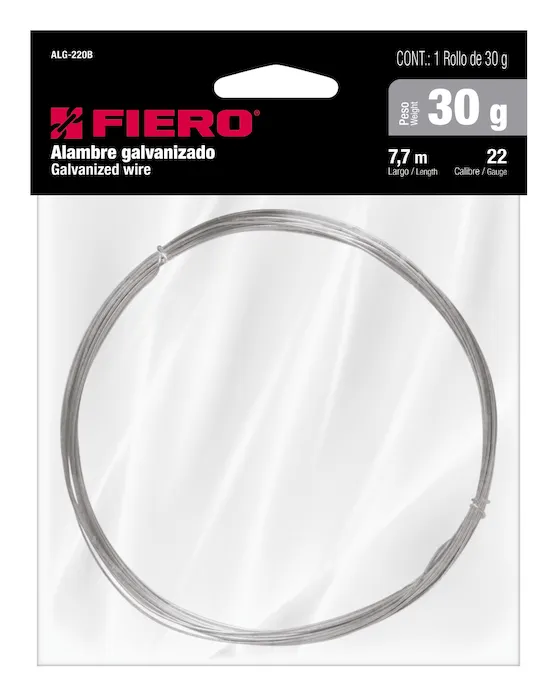 ALG-220B
CONT.: 1 Rollo de 30 g
FIERO®
Peso
Weight
30 g
Alambre galvanizado
Galvanized wire
7,7 m
Largo / Length
22
Calibre / Gauge